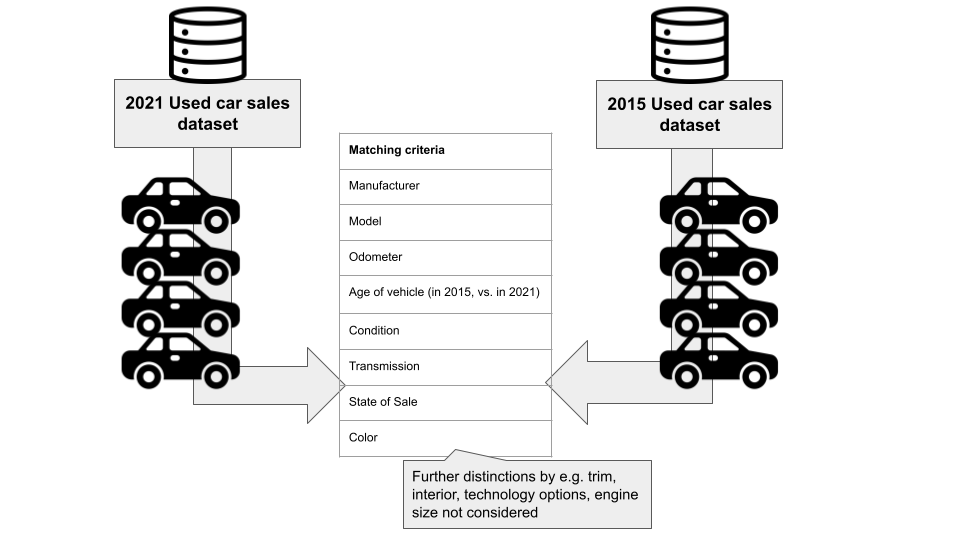 2021 Used car sales
dataset
2015 Used car sales
dataset
Matching criteria
Manufacturer
Model
Odometer
Age of vehicle (in 2015, vs. in 2021)
Condition
Transmission
State of Sale
Color
Further distinctions by e.g. trim,
interior, technology options, engine
size not considered